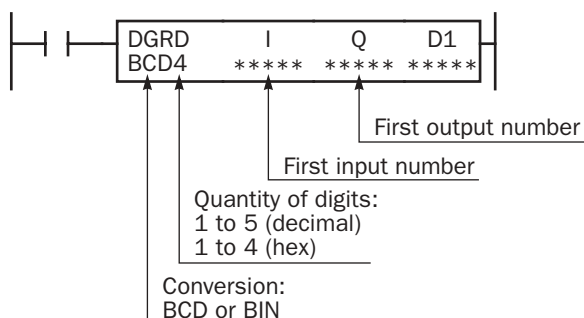 DGRD I Q D1
BCD4 ***** ***** *****
First output number
First input number
Quantity of digits:
1 to 5 (decimal)
1 to 4 (hex)
Conversion:
BCD or BIN